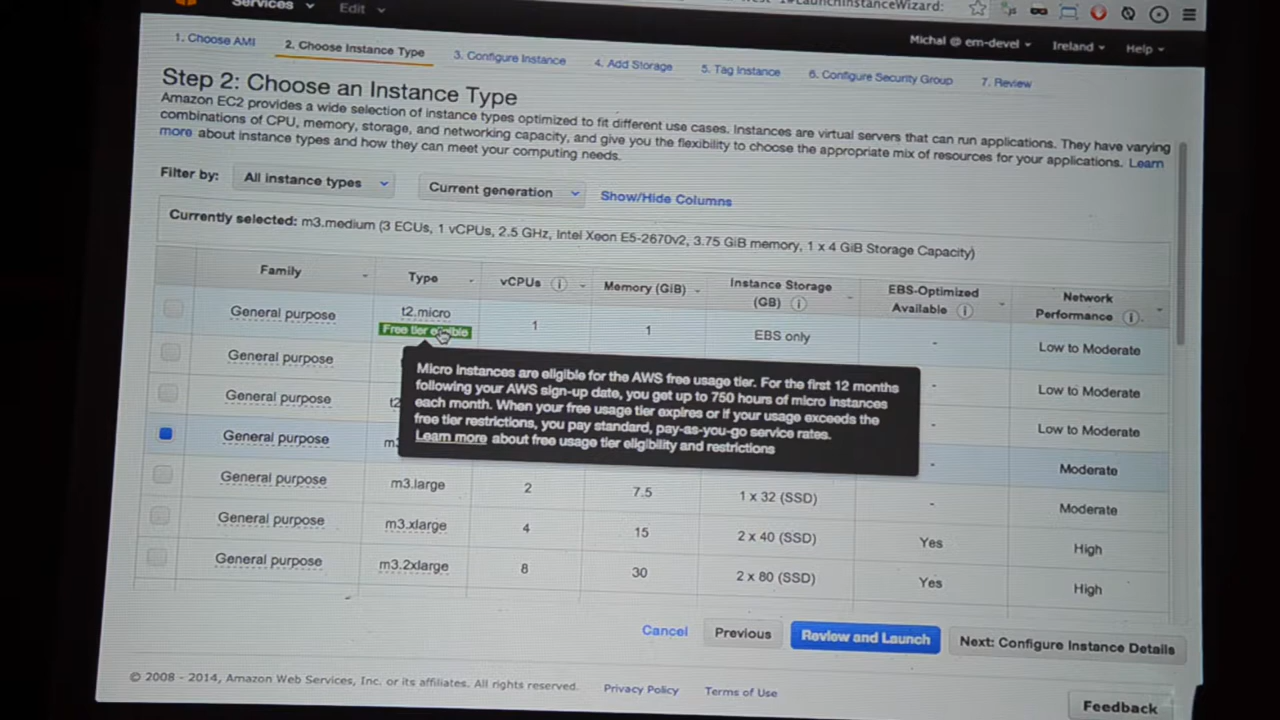 Services
Edit
LaunchInstanceWizard:
Michal @ em-devel
Ireland
Help
1. Choose AMI
2. Choose Instance Type
3. Configure Instance
4. Add Storage
5. Tag Instance
6. Configure Security Group
7. Review
Step 2: Choose an Instance Type
Amazon EC2 provides a wide selection of instance types optimized to fit different use cases. Instances are virtual servers that can run applications. They have varying
combinations of CPU, memory, storage, and networking capacity, and give you the flexibility to choose the appropriate mix of resources for your applications. Learn
more about instance types and how they can meet your computing needs.
Filter by: All instance types Current generation Show/Hide Columns
Currently selected: m3.medium (3 ECUs, 1 vCPUs, 2.5 GHz, Intel Xeon E5-2670v2, 3.75 GiB memory, 1 x 4 GiB Storage Capacity)
Family Type vCPUs Memory (GiB) Instance Storage (GB) EBS-Optimized Available Network Performance
General purpose t2.micro 1 1 EBS only - Low to Moderate
Free tier eligible
General purpose - Low to Moderate
General purpose t2 - Low to Moderate
General purpose m3 - Moderate
Micro instances are eligible for the AWS free usage tier. For the first 12 months
following your AWS sign-up date, you get up to 750 hours of micro instances
each month. When your free usage tier expires or if your usage exceeds the
free tier restrictions, you pay standard, pay-as-you-go service rates.
Learn more about free usage tier eligibility and restrictions
General purpose m3.large 2 7.5 1 x 32 (SSD) - Moderate
General purpose m3.xlarge 4 15 2 x 40 (SSD) Yes High
General purpose m3.2xlarge 8 30 2 x 80 (SSD) Yes High
Cancel Previous Review and Launch Next: Configure Instance Details
© 2008 - 2014, Amazon Web Services, Inc. or its affiliates. All rights reserved. Privacy Policy Terms of Use
Feedback